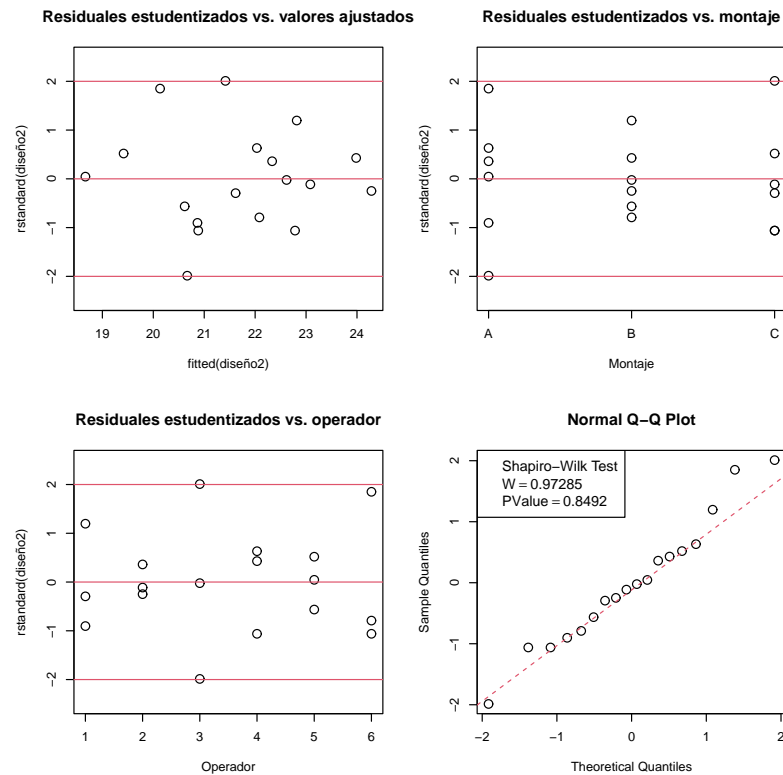 Residuales estudentizados vs. valores ajustados
rstandard(diseño2)
2
1
0
−1
−2
19 20 21 22 23 24
fitted(diseño2)
Residuales estudentizados vs. montaje
rstandard(diseño2)
2
1
0
−1
−2
A B C
Montaje
Residuales estudentizados vs. operador
rstandard(diseño2)
2
1
0
−1
−2
1 2 3 4 5 6
Operador
Normal Q−Q Plot
Shapiro−Wilk Test
W = 0.97285
PValue = 0.8492
Sample Quantiles
2
1
0
−1
−2
−2 −1 0 1 2
Theoretical Quantiles